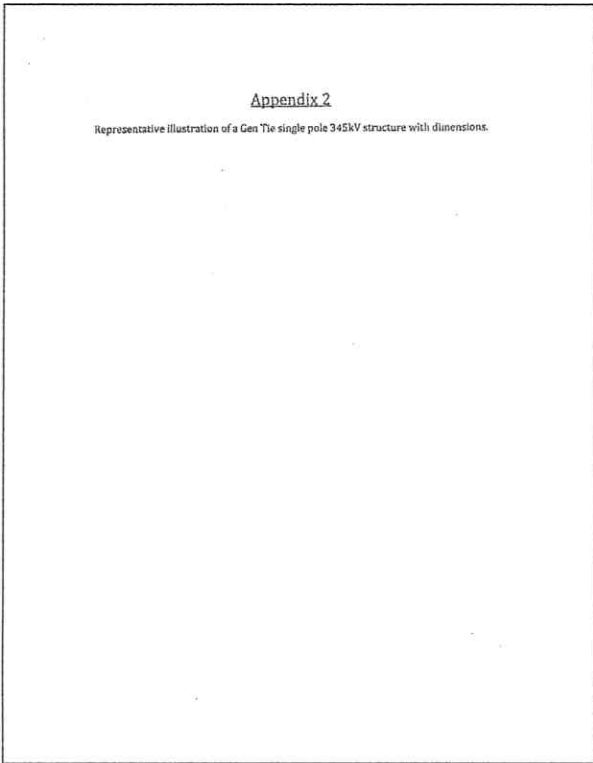 Appendix 2
Representative illustration of a Gen Tie single pole 345kV structure with dimensions.